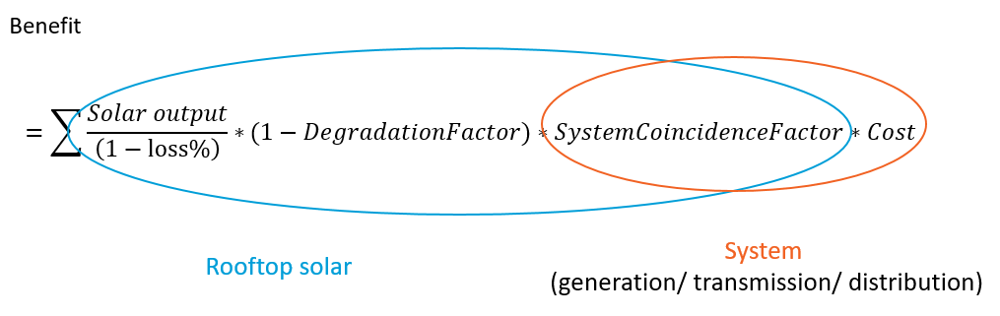 Benefit
= ∑ Solar output / (1 − loss%) * (1 − DegradationFactor) * SystemCoincidenceFactor * Cost
Rooftop solar
System
(generation/ transmission/ distribution)